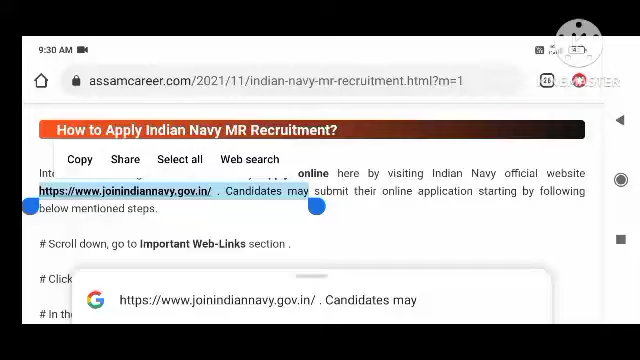 9:30 AM
assamcareer.com/2021/11/indian-navy-mr-recruitment.html?m=1
How to Apply Indian Navy MR Recruitment?
Copy Share Select all Web search
online here by visiting Indian Navy official website
https://www.joinindiannavy.gov.in/ . Candidates may submit their online application starting by following
below mentioned steps.
# Scroll down, go to Important Web-Links section .
# Click
https://www.joinindiannavy.gov.in/ . Candidates may
# In the